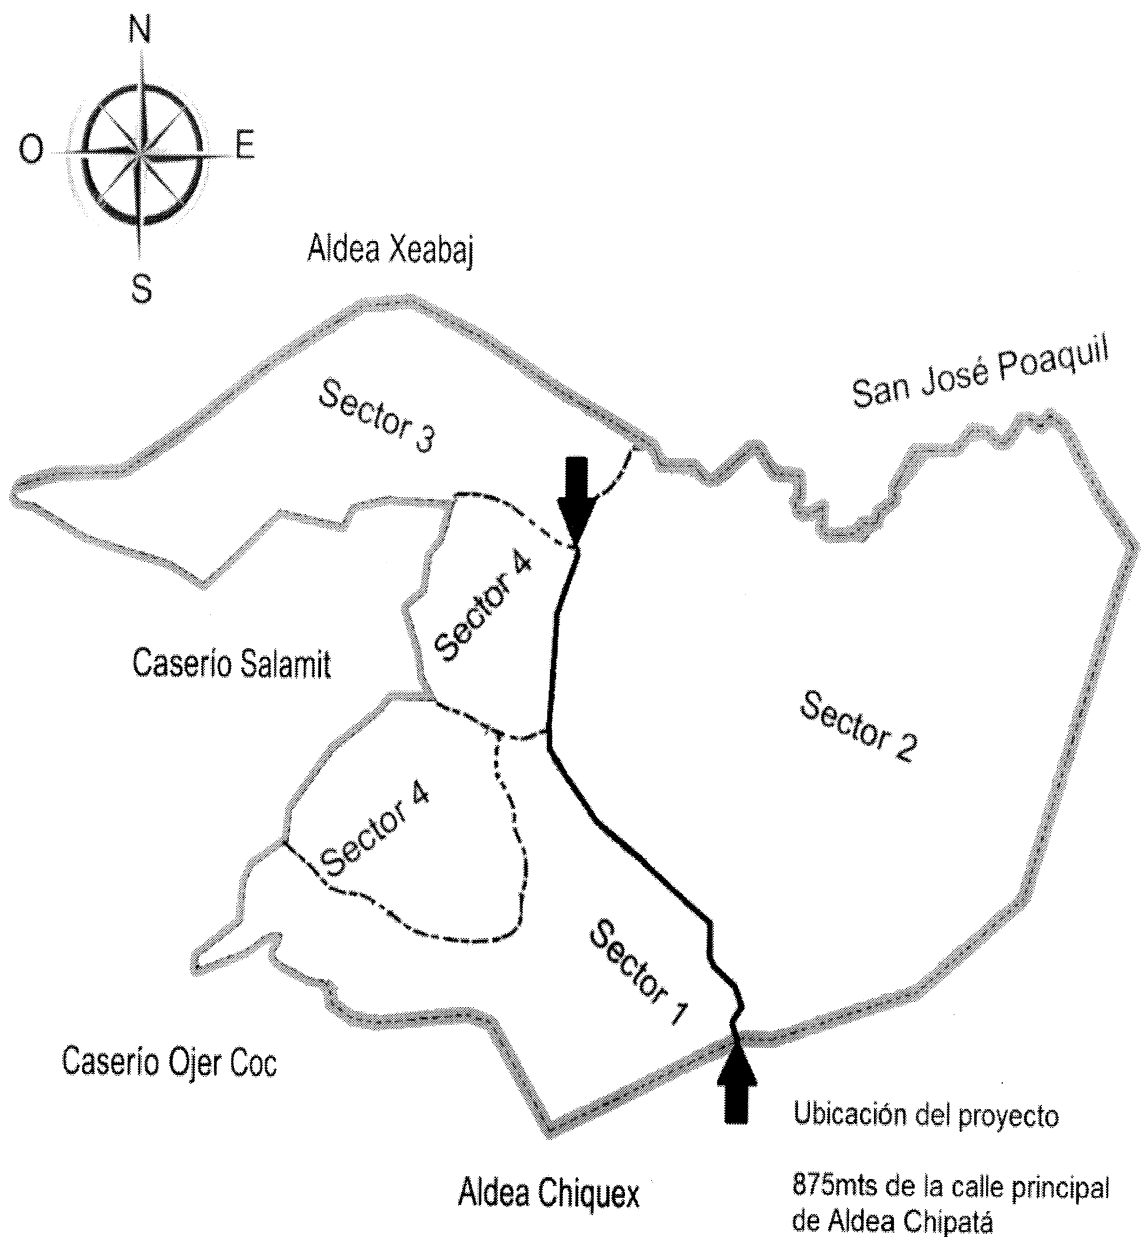 N
O
E
S
Aldea Xeabaj
San José Poaquil
Sector 3
Sector 4
Caserío Salamit
Sector 2
Sector 4
Sector 1
Caserío Ojer Coc
Ubicación del proyecto
Aldea Chiquex
875mts de la calle principal
de Aldea Chipatá